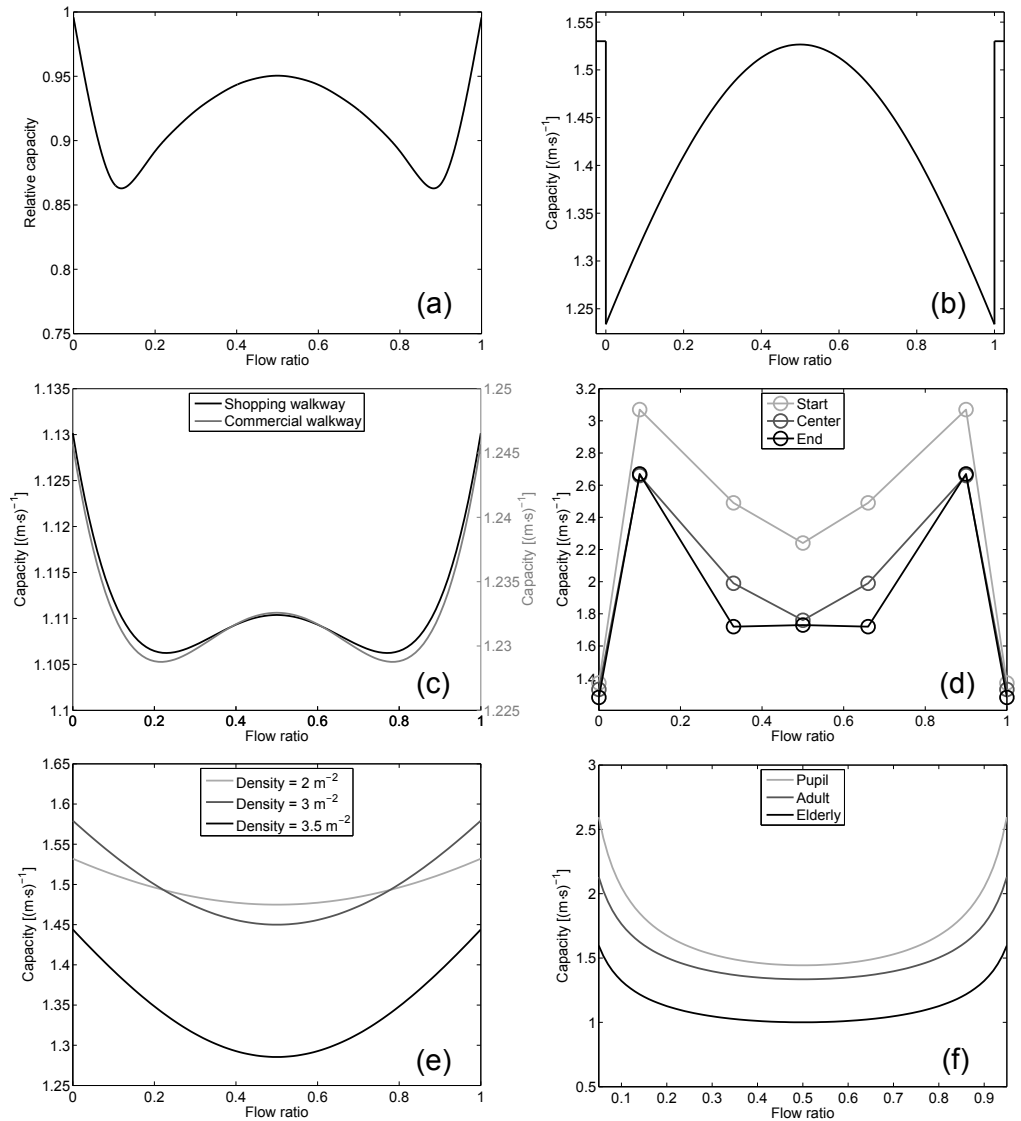 1
0.95
0.9
0.85
0.8
0.75
0.2 0.4 0.6 0.8 1
0
Relative capacity
Flow ratio
(a)
1.55
1.5
1.45
1.4
1.35
1.3
1.25
0 0.2 0.4 0.6 0.8 1
Capacity [(m·s)⁻¹]
Flow ratio
(b)
1.135
1.13
1.125
1.12
1.115
1.11
1.105
1.1
0 0.2 0.4 0.6 0.8 1
Capacity [(m·s)⁻¹]
Shopping walkway
Commercial walkway
1.25
1.245
1.24
1.235
1.23
1.225
Capacity [(m·s)⁻¹]
Flow ratio
(c)
3.2
3
2.8
2.6
2.4
2.2
2
1.8
1.6
1.4
0 0.2 0.4 0.6 0.8 1
Capacity [(m·s)⁻¹]
Start
Center
End
Flow ratio
(d)
1.65
1.6
1.55
1.5
1.45
1.4
1.35
1.3
1.25
0 0.2 0.4 0.6 0.8 1
Capacity [(m·s)⁻¹]
Density = 2 m⁻²
Density = 3 m⁻²
Density = 3.5 m⁻²
Flow ratio
(e)
3
2.5
2
1.5
1
0.5
0.1 0.2 0.3 0.4 0.5 0.6 0.7 0.8 0.9
Capacity [(m·s)⁻¹]
Pupil
Adult
Elderly
Flow ratio
(f)